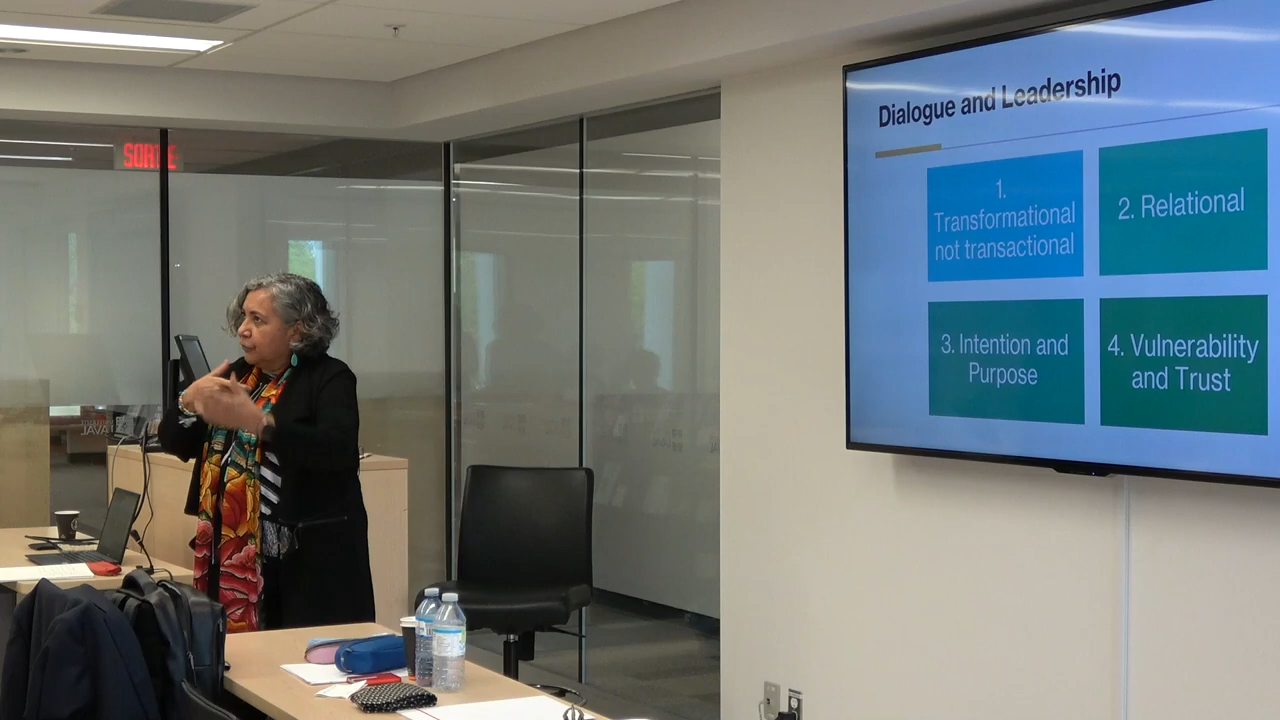 SORTIE
Dialogue and Leadership
1.
Transformational
not transactional
2. Relational
3. Intention and
Purpose
4. Vulnerability
and Trust